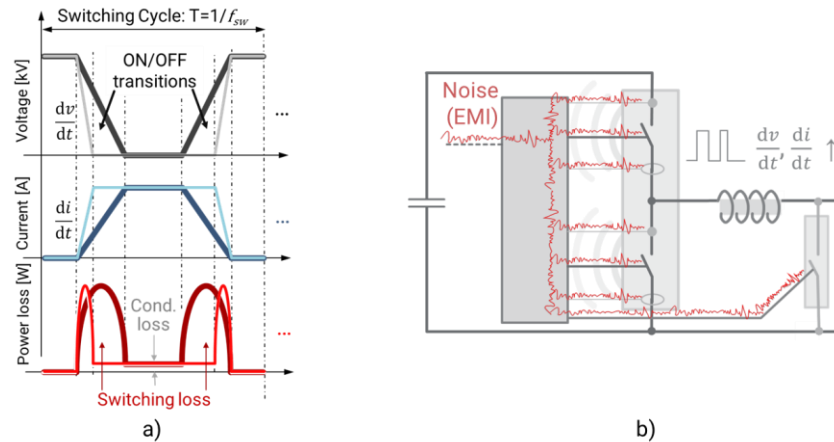 Switching Cycle: T=1/f_sw
Voltage [kV]
ON/OFF
transitions
dv
dt
...
Current [A]
di
dt
...
Power loss [W]
Cond.
loss
...
Switching loss
a)
Noise
(EMI)
dv/dt, di/dt ↑
b)